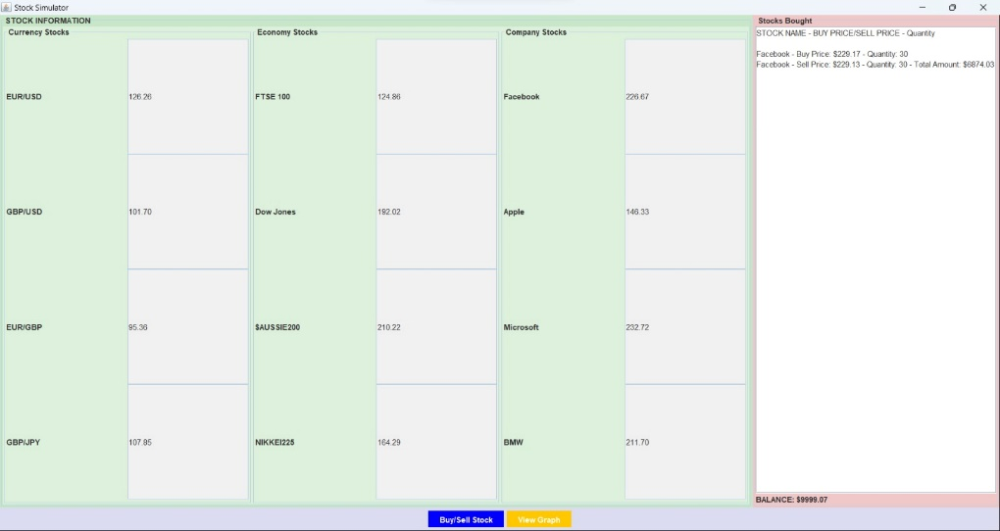 Stock Simulator
STOCK INFORMATION
Currency Stocks
EUR/USD 126.26
GBP/USD 101.70
EUR/GBP 95.36
GBP/JPY 107.85
Economy Stocks
FTSE 100 124.86
Dow Jones 192.02
$AUSSIE200 210.22
NIKKEI225 164.29
Company Stocks
Facebook 226.67
Apple 146.33
Microsoft 232.72
BMW 211.70
Stocks Bought
STOCK NAME - BUY PRICE/SELL PRICE - Quantity
Facebook - Buy Price: $229.17 - Quantity: 30
Facebook - Sell Price: $229.13 - Quantity: 30 - Total Amount: $6874.03
BALANCE: $9999.07
Buy/Sell Stock
View Graph